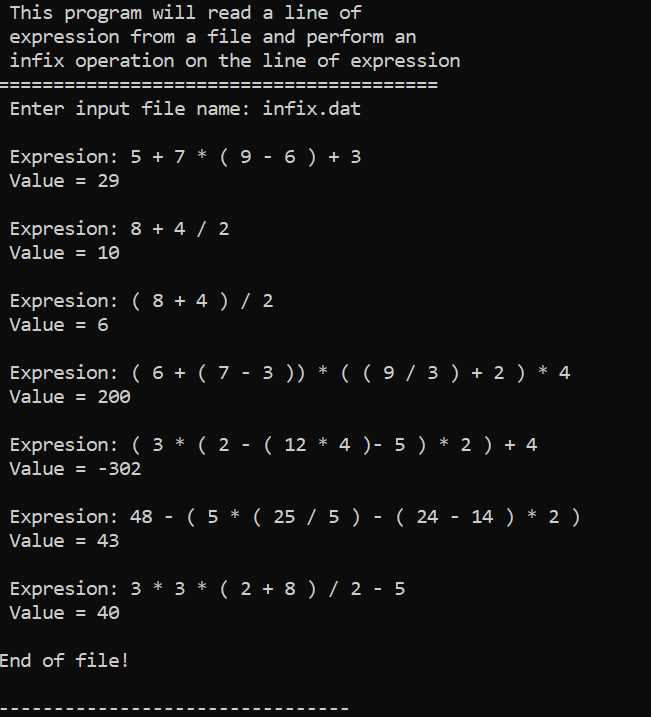 This program will read a line of
expression from a file and perform an
infix operation on the line of expression
========================================
Enter input file name: infix.dat
Expresion: 5 + 7 * ( 9 - 6 ) + 3
Value = 29
Expresion: 8 + 4 / 2
Value = 10
Expresion: ( 8 + 4 ) / 2
Value = 6
Expresion: ( 6 + ( 7 - 3 )) * ( ( 9 / 3 ) + 2 ) * 4
Value = 200
Expresion: ( 3 * ( 2 - ( 12 * 4 )- 5 ) * 2 ) + 4
Value = -302
Expresion: 48 - ( 5 * ( 25 / 5 ) - ( 24 - 14 ) * 2 )
Value = 43
Expresion: 3 * 3 * ( 2 + 8 ) / 2 - 5
Value = 40
End of file!
--------------------------------